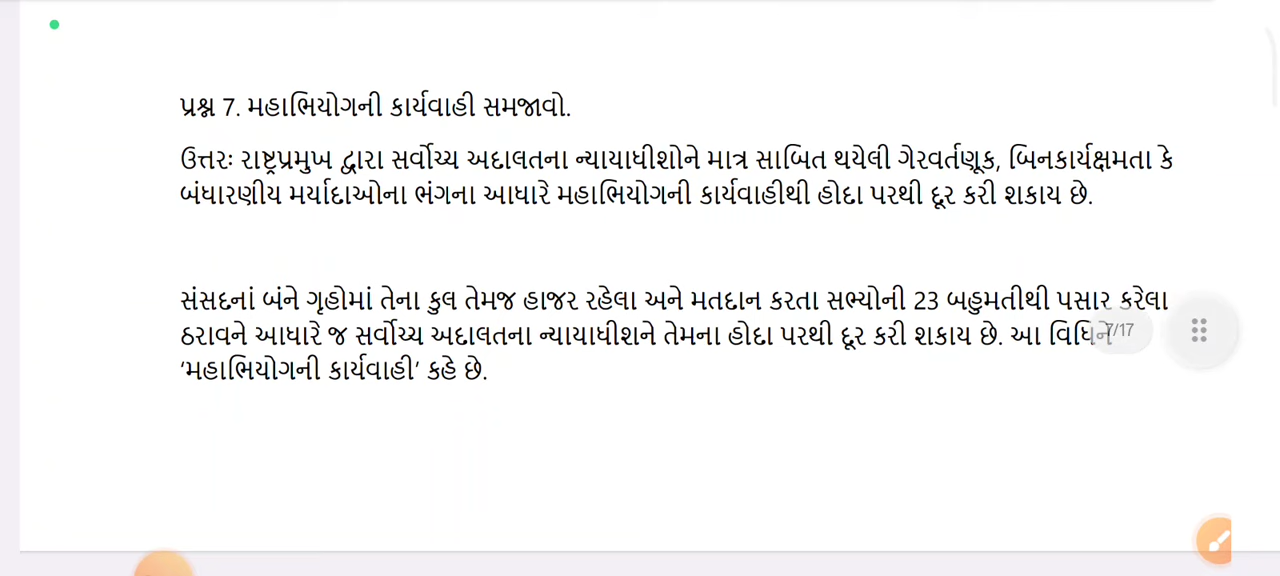 પ્રશ્ન 7. મહાભિયોગની કાર્યવાહી સમજાવો.
ઉત્તરઃ રાષ્ટ્રપ્રમુખ દ્વારા સર્વોચ્ચ અદાલતના ન્યાયાધીશોને માત્ર સાબિત થયેલી ગેરવર્તણૂક, બિનકાર્યક્ષમતા કે
બંધારણીય મર્યાદાઓના ભંગના આધારે મહાભિયોગની કાર્યવાહીથી હોદા પરથી દૂર કરી શકાય છે.
સંસદનાં બંને ગૃહોમાં તેના કુલ તેમજ હાજર રહેલા અને મતદાન કરતા સભ્યોની 23 બહુમતીથી પસાર કરેલા
ઠરાવને આધારે જ સર્વોચ્ચ અદાલતના ન્યાયાધીશને તેમના હોદા પરથી દૂર કરી શકાય છે. આ વિધિને
7/17
'મહાભિયોગની કાર્યવાહી' કહે છે.